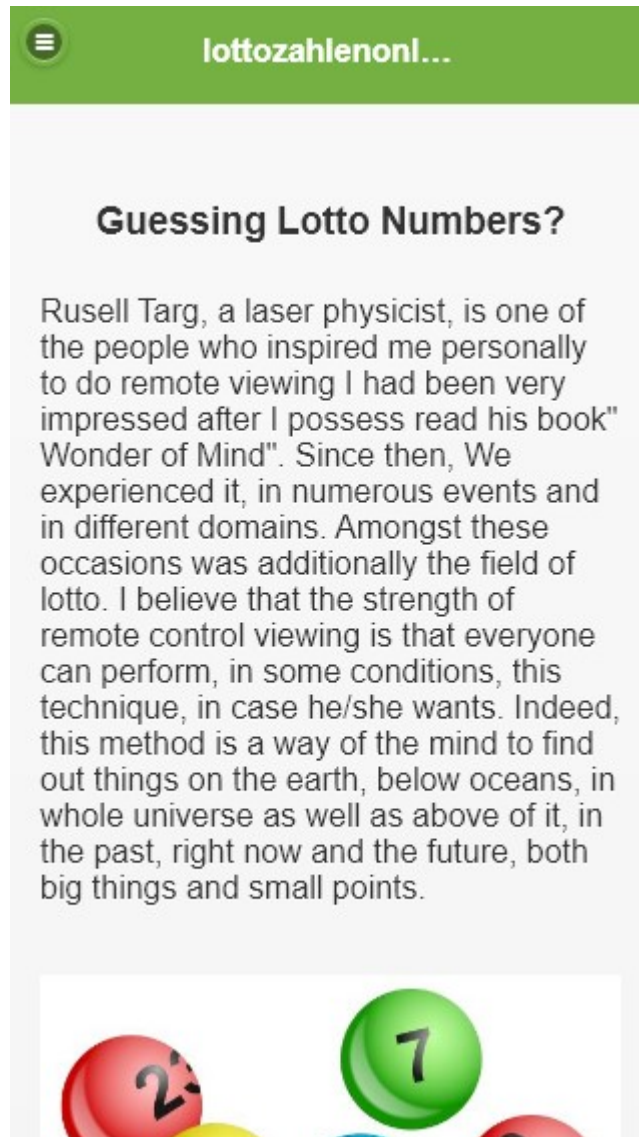 lottozahlenonl...
Guessing Lotto Numbers?
Rusell Targ, a laser physicist, is one of
the people who inspired me personally
to do remote viewing I had been very
impressed after I possess read his book"
Wonder of Mind". Since then, We
experienced it, in numerous events and
in different domains. Amongst these
occasions was additionally the field of
lotto. I believe that the strength of
remote control viewing is that everyone
can perform, in some conditions, this
technique, in case he/she wants. Indeed,
this method is a way of the mind to find
out things on the earth, below oceans, in
whole universe as well as above of it, in
the past, right now and the future, both
big things and small points.
7
23